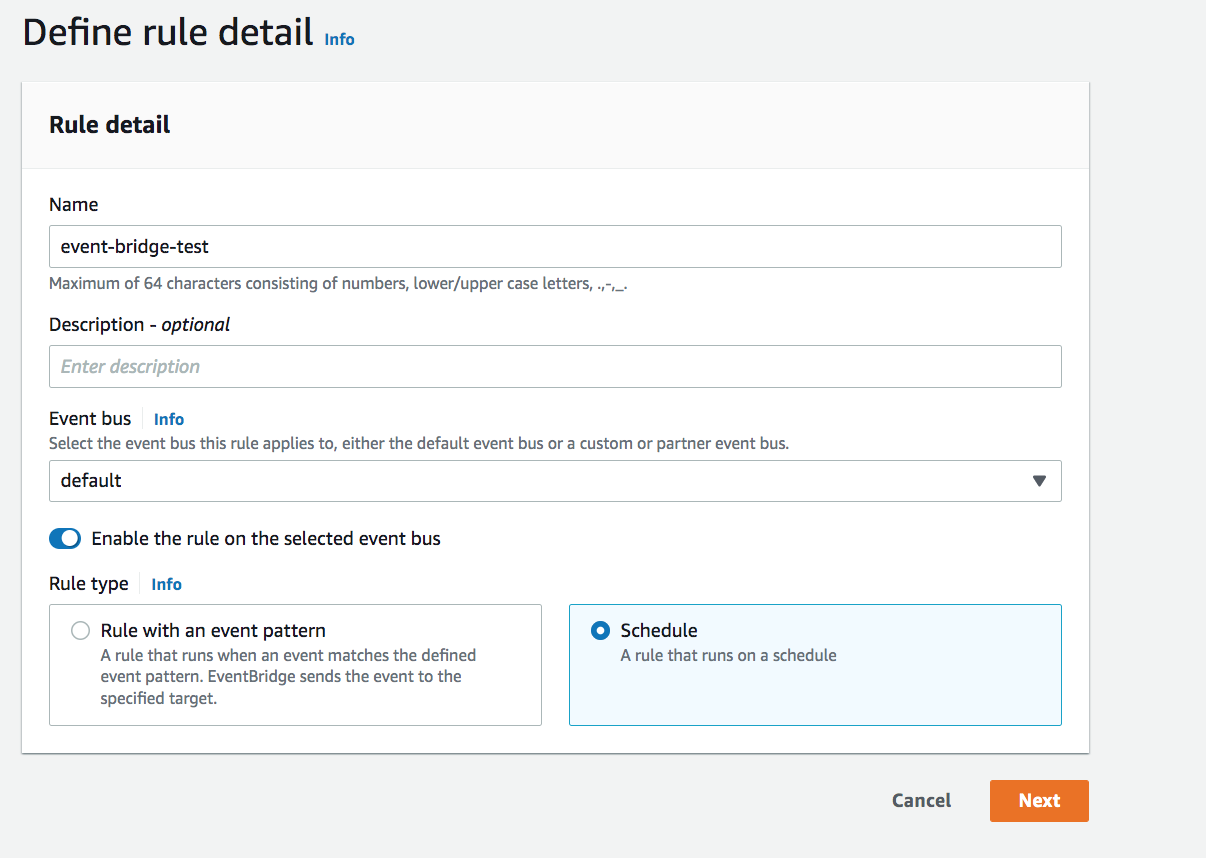 Define rule detail Info
Rule detail
Name
event-bridge-test
Maximum of 64 characters consisting of numbers, lower/upper case letters, .,-,_.
Description - optional
Enter description
Event bus Info
Select the event bus this rule applies to, either the default event bus or a custom or partner event bus.
default
Enable the rule on the selected event bus
Rule type Info
Rule with an event pattern
A rule that runs when an event matches the defined
event pattern. EventBridge sends the event to the
specified target.
Schedule
A rule that runs on a schedule
Cancel Next